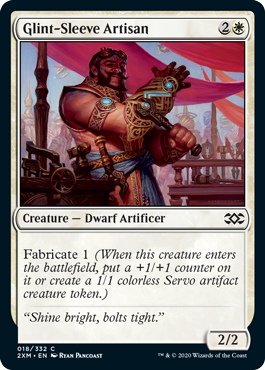 Glint-Sleeve Artisan 2
Creature — Dwarf Artificer
Fabricate 1 (When this creature enters
the battlefield, put a +1/+1 counter on
it or create a 1/1 colorless Servo artifact
creature token.)
“Shine bright, bolts tight.”
2/2
018/332 C
2XM • EN Ryan Pancoast
™ & © 2020 Wizards of the Coast